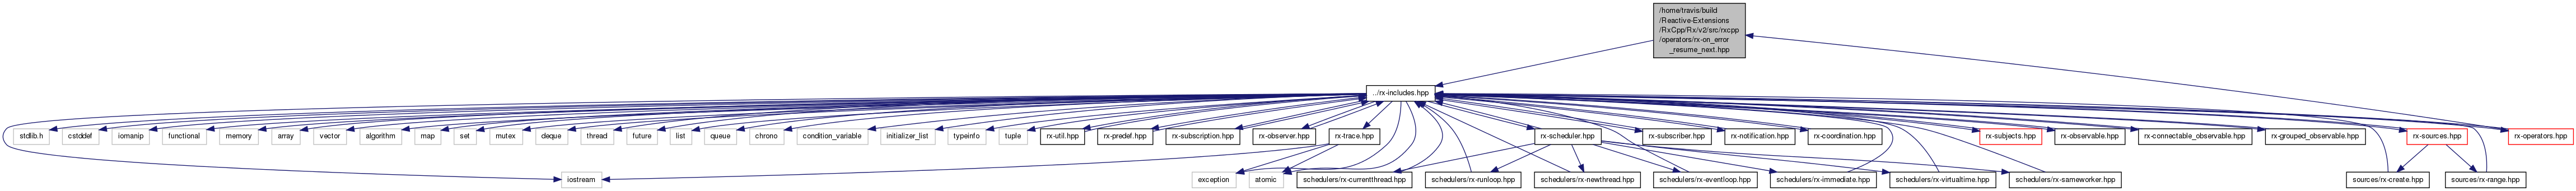 /home/travis/build
/Reactive-Extensions
/RxCpp/Rx/v2/src/rxcpp
/operators/rx-on_error
_resume_next.hpp
../rx-includes.hpp
stdlib.h
cstddef
iomanip
functional
memory
array
vector
algorithm
map
set
mutex
deque
thread
future
list
queue
chrono
condition_variable
initializer_list
typeinfo
tuple
rx-util.hpp
rx-predef.hpp
rx-subscription.hpp
rx-observer.hpp
rx-trace.hpp
rx-scheduler.hpp
rx-subscriber.hpp
rx-notification.hpp
rx-coordination.hpp
rx-subjects.hpp
rx-observable.hpp
rx-connectable_observable.hpp
rx-grouped_observable.hpp
rx-sources.hpp
rx-operators.hpp
iostream
exception
atomic
schedulers/rx-currentthread.hpp
schedulers/rx-runloop.hpp
schedulers/rx-newthread.hpp
schedulers/rx-eventloop.hpp
schedulers/rx-immediate.hpp
schedulers/rx-virtualtime.hpp
schedulers/rx-sameworker.hpp
sources/rx-create.hpp
sources/rx-range.hpp